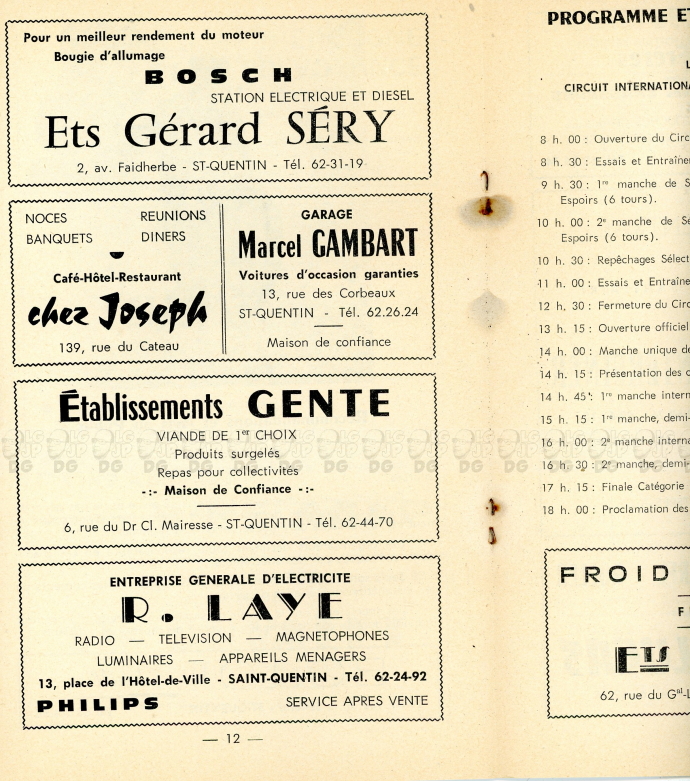 Pour un meilleur rendement du moteur
Bougie d'allumage
BOSCH
STATION ELECTRIQUE ET DIESEL
Ets Gérard SÉRY
2, av. Faidherbe - ST-QUENTIN - Tél. 62-31-19
NOCES REUNIONS
BANQUETS DINERS
Café-Hôtel-Restaurant
chez Joseph
139, rue du Cateau
GARAGE
Marcel GAMBART
Voitures d'occasion garanties
13, rue des Corbeaux
ST-QUENTIN - Tél. 62.26.24
Maison de confiance
Établissements GENTE
VIANDE DE 1er CHOIX
Produits surgelés
Repas pour collectivités
-:- Maison de Confiance -:-
6, rue du Dr Cl. Mairesse - ST-QUENTIN - Tél. 62-44-70
ENTREPRISE GENERALE D'ELECTRICITE
R. LAYE
RADIO — TELEVISION — MAGNETOPHONES
LUMINAIRES — APPAREILS MENAGERS
13, place de l'Hôtel-de-Ville - SAINT-QUENTIN - Tél. 62-24-92
PHILIPS SERVICE APRES VENTE
— 12 —
PROGRAMME ET
L
CIRCUIT INTERNATIONA
8 h. 00 : Ouverture du Circ
8 h. 30 : Essais et Entraîne
9 h. 30 : 1re manche de S
Espoirs (6 tours).
10 h. 00 : 2e manche de Sé
Espoirs (6 tours).
10 h. 30 : Repêchages Sélect
11 h. 00 : Essais et Entraîne
12 h. 30 : Fermeture du Circ
13 h. 15 : Ouverture officiel
14 h. 00 : Manche unique de
14 h. 15 : Présentation des c
14 h. 45 : 1re manche intern
15 h. 15 : 1re manche, demi-
16 h. 00 : 2e manche interna
16 h. 30 : 2e manche, demi-
17 h. 15 : Finale Catégorie
18 h. 00 : Proclamation des
FROID
F
ETS
62, rue du Gal-L